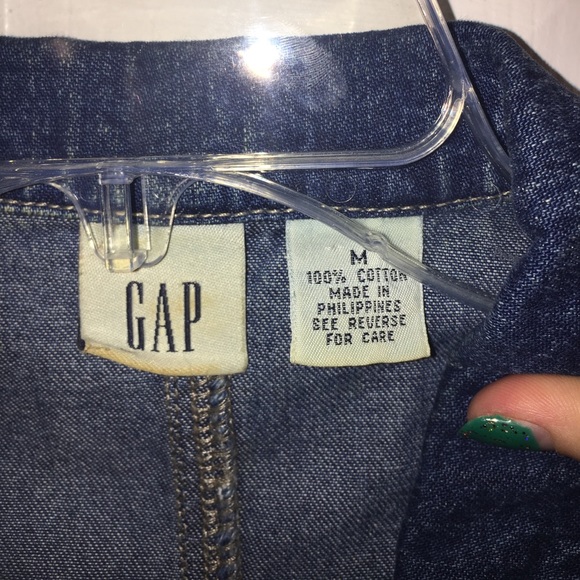 GAP
M
100% COTTON
MADE IN
PHILIPPINES
SEE REVERSE
FOR CARE